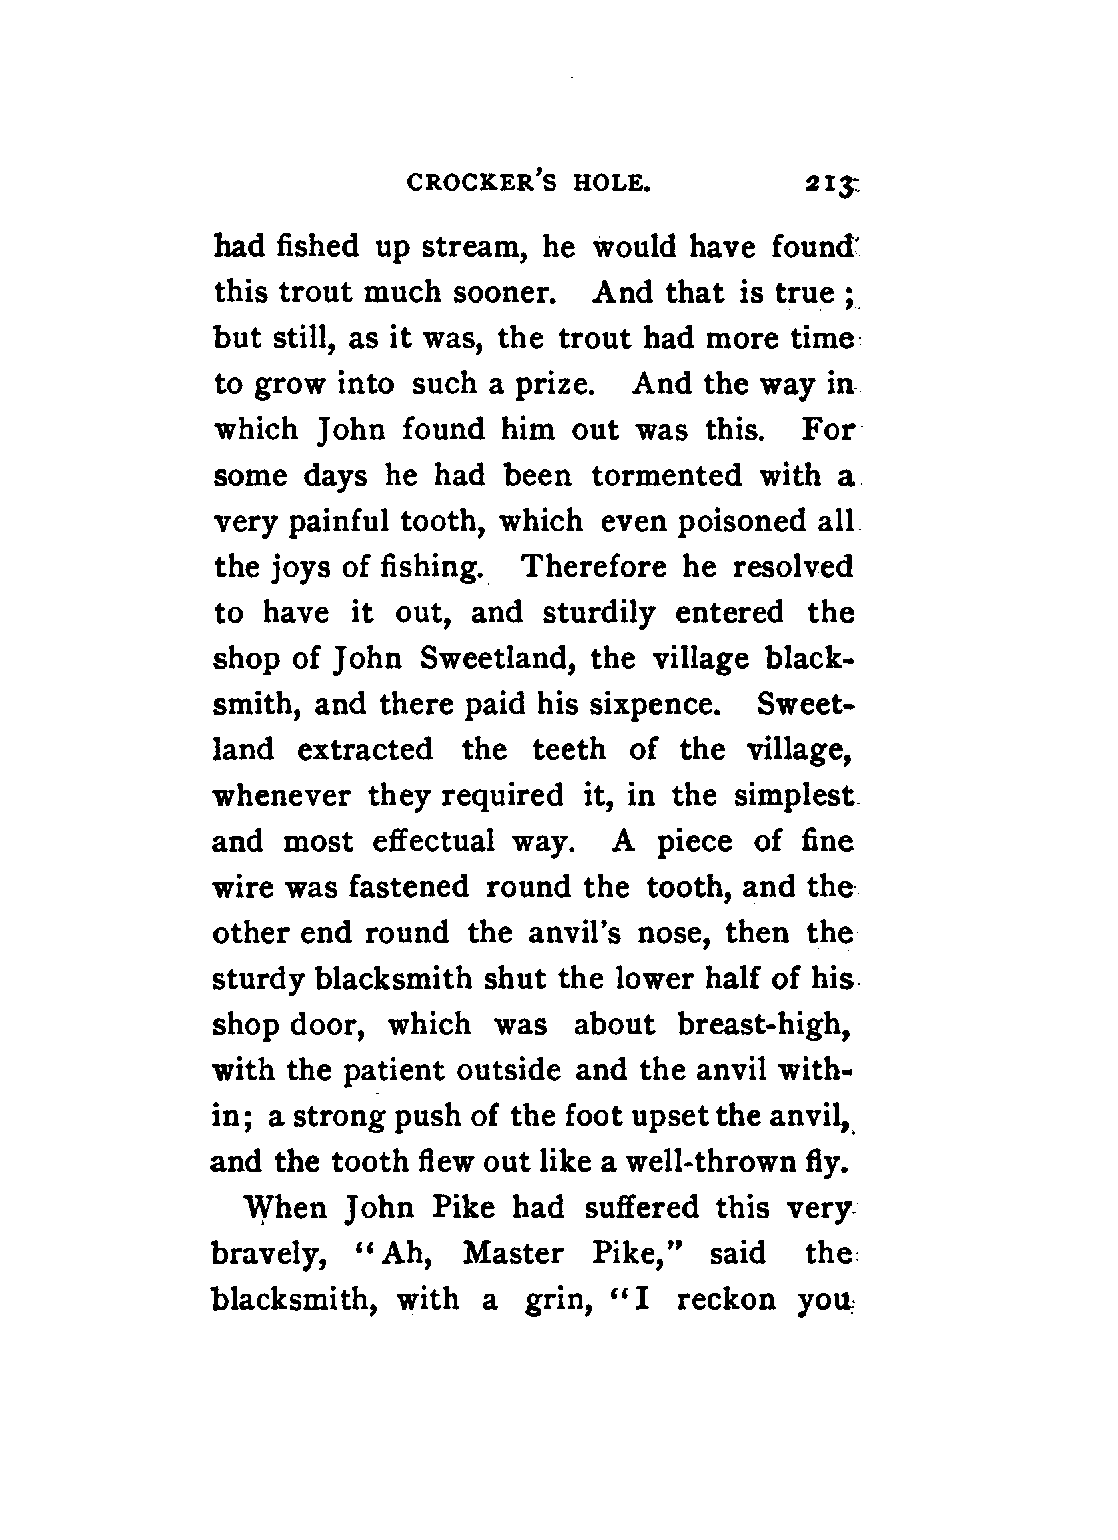 CROCKER'S HOLE. 213
had fished up stream, he would have found
this trout much sooner. And that is true ;
but still, as it was, the trout had more time
to grow into such a prize. And the way in
which John found him out was this. For
some days he had been tormented with a
very painful tooth, which even poisoned all
the joys of fishing. Therefore he resolved
to have it out, and sturdily entered the
shop of John Sweetland, the village black-
smith, and there paid his sixpence. Sweet-
land extracted the teeth of the village,
whenever they required it, in the simplest
and most effectual way. A piece of fine
wire was fastened round the tooth, and the
other end round the anvil's nose, then the
sturdy blacksmith shut the lower half of his
shop door, which was about breast-high,
with the patient outside and the anvil with-
in; a strong push of the foot upset the anvil,
and the tooth flew out like a well-thrown fly.
When John Pike had suffered this very
bravely, "Ah, Master Pike," said the
blacksmith, with a grin, "I reckon you